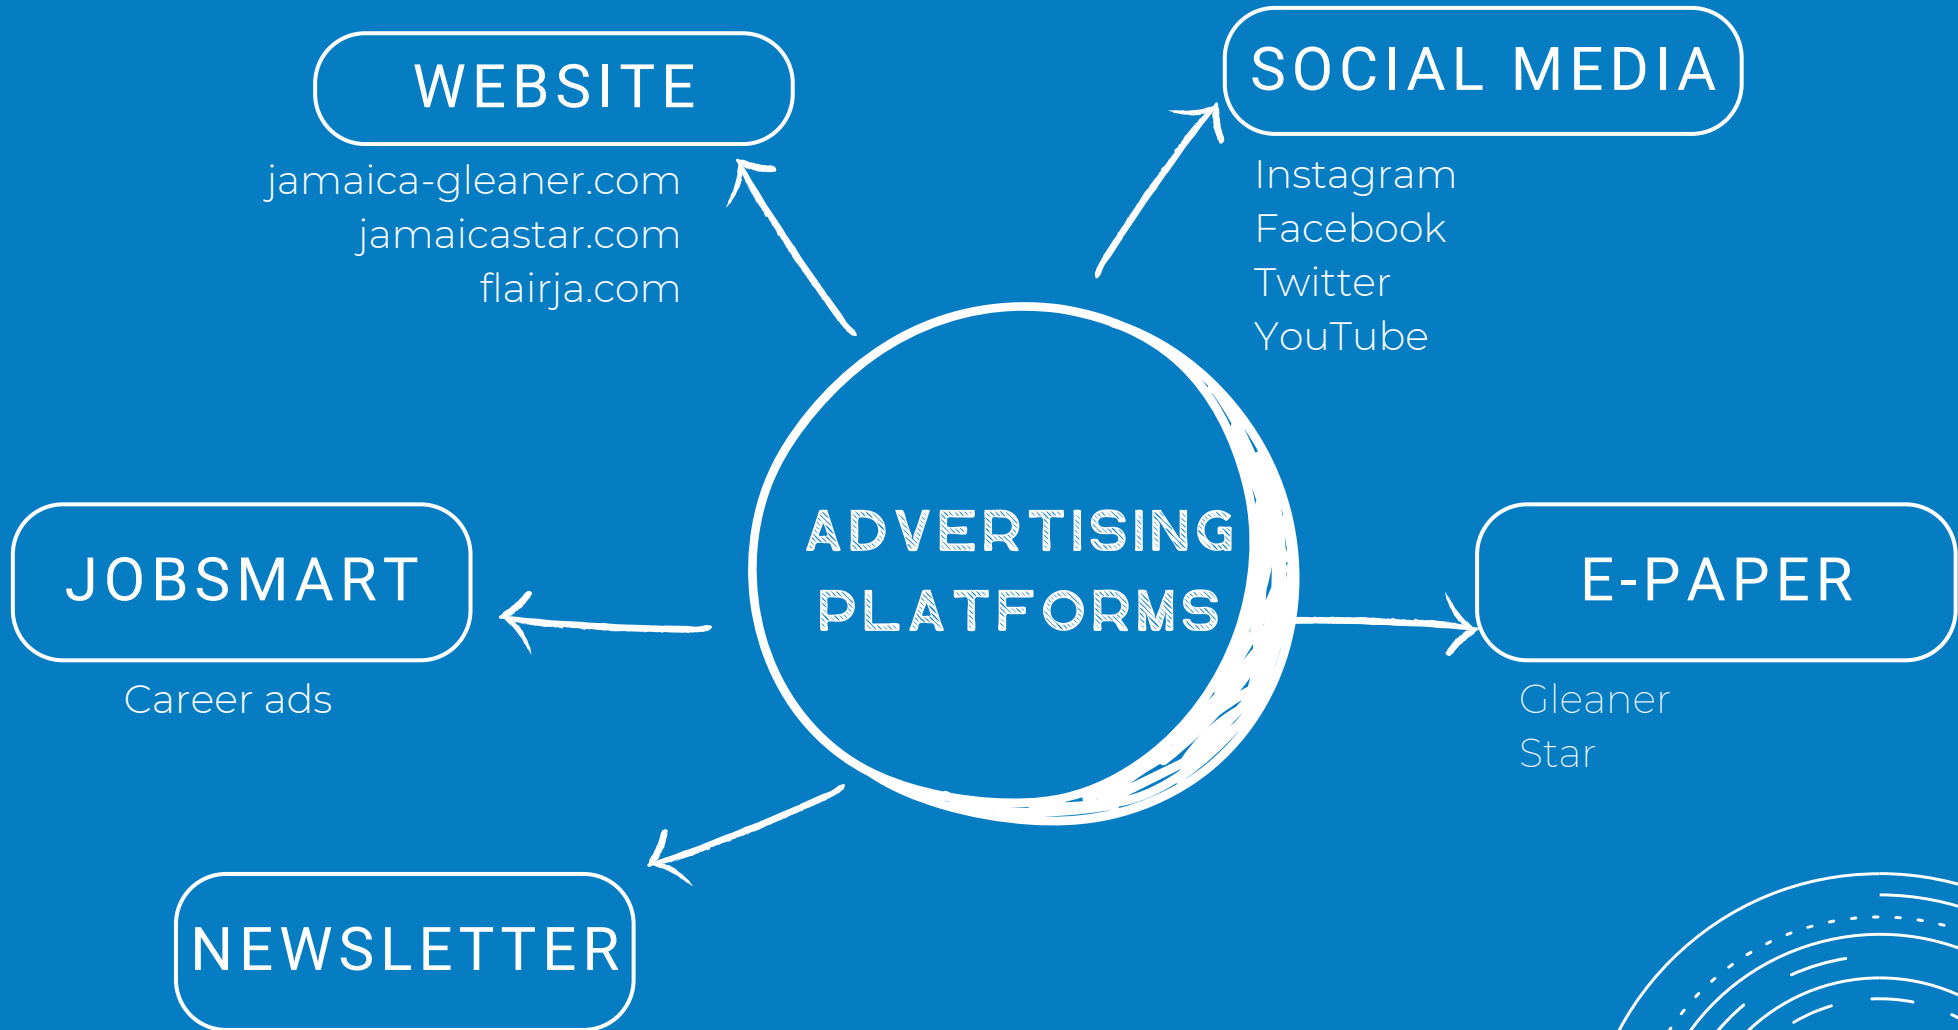 WEBSITE
jamaica-gleaner.com
jamaicastar.com
flairja.com
SOCIAL MEDIA
Instagram
Facebook
Twitter
YouTube
ADVERTISING
PLATFORMS
JOBSMART
Career ads
E-PAPER
Gleaner
Star
NEWSLETTER